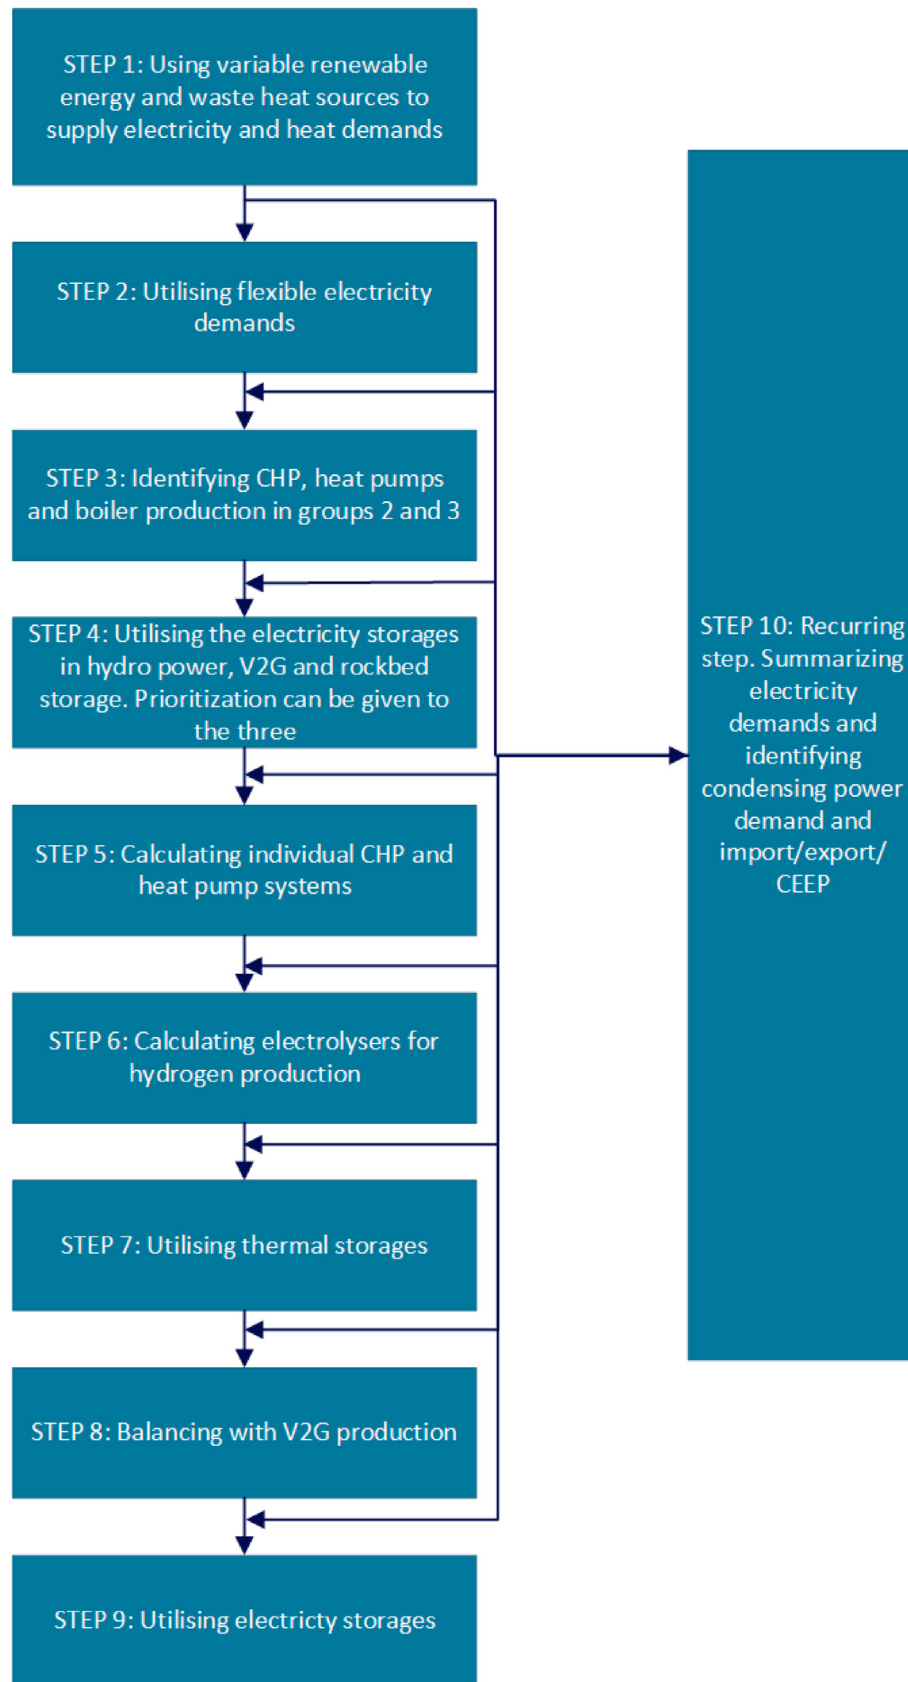 STEP 1: Using variable renewable
energy and waste heat sources to
supply electricity and heat demands
STEP 2: Utilising flexible electricity
demands
STEP 3: Identifying CHP, heat pumps
and boiler production in groups 2 and 3
STEP 4: Utilising the electricity storages
in hydro power, V2G and rockbed
storage. Prioritization can be given to
the three
STEP 5: Calculating individual CHP and
heat pump systems
STEP 6: Calculating electrolysers for
hydrogen production
STEP 7: Utilising thermal storages
STEP 8: Balancing with V2G production
STEP 9: Utilising electricty storages
STEP 10: Recurring
step. Summarizing
electricity
demands and
identifying
condensing power
demand and
import/export/
CEEP